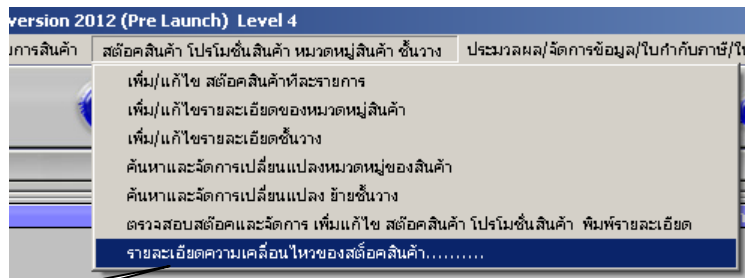 version 2012 (Pre Launch) Level 4
สต๊อคสินค้า โปรโมชั่นสินค้า หมวดหมู่สินค้า ชั้นวาง ประมวลผล/จัดการข้อมูล/ใบกำกับภาษี/
เพิ่ม/แก้ไข สต๊อคสินค้าทีละรายการ
เพิ่ม/แก้ไขรายละเอียดของหมวดหมู่สินค้า
เพิ่ม/แก้ไขรายละเอียดชั้นวาง
ค้นหาและจัดการเปลี่ยนแปลงหมวดหมู่ของสินค้า
ค้นหาและจัดการเปลี่ยนแปลง ย้ายชั้นวาง
ตรวจสอบสต๊อคและจัดการ เพิ่มแก้ไข สต๊อคสินค้า โปรโมชั่นสินค้า พิมพ์รายละเอียด
รายละเอียดความเคลื่อนไหวของสต็อคสินค้า..........